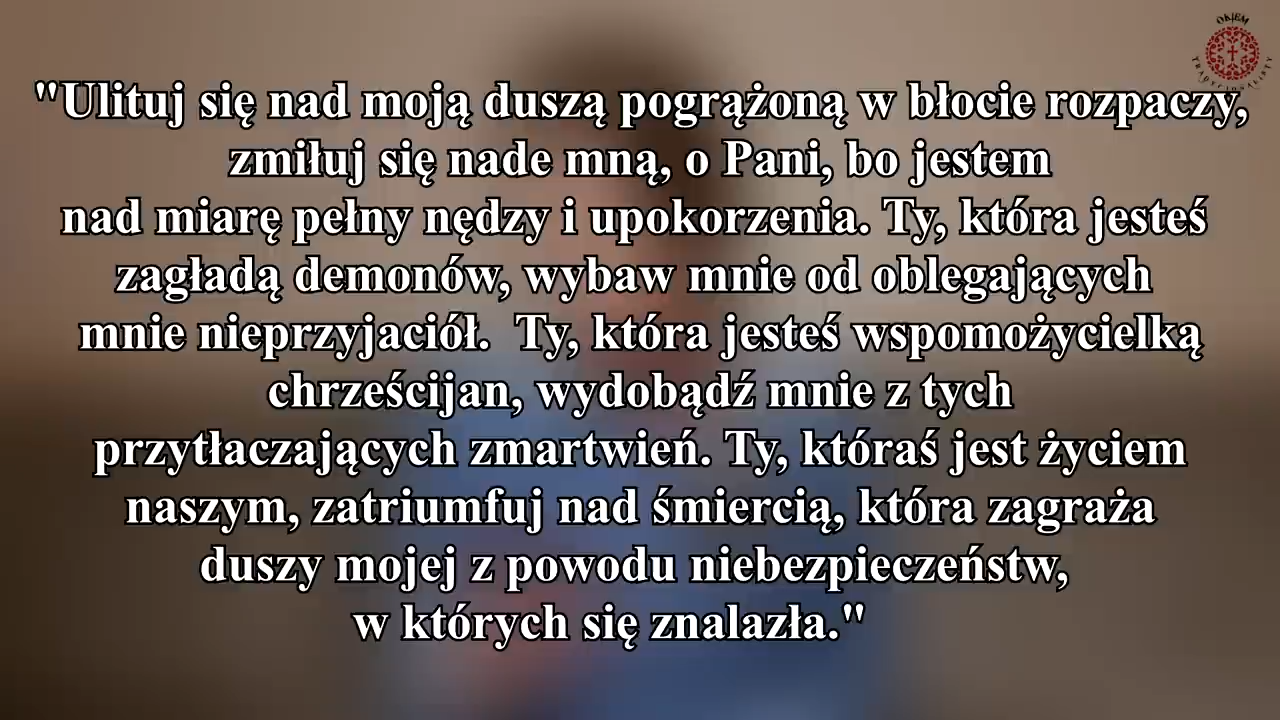 OKIEM
TRADYCJONALISTY
"Ulituj się nad moją duszą pogrążoną w błocie rozpaczy,
zmiłuj się nade mną, o Pani, bo jestem
nad miarę pełny nędzy i upokorzenia. Ty, która jesteś
zagładą demonów, wybaw mnie od oblegających
mnie nieprzyjaciół.  Ty, która jesteś wspomożycielką
chrześcijan, wydobądź mnie z tych
przytłaczających zmartwień. Ty, któraś jest życiem
naszym, zatriumfuj nad śmiercią, która zagraża
duszy mojej z powodu niebezpieczeństw,
w których się znalazła."